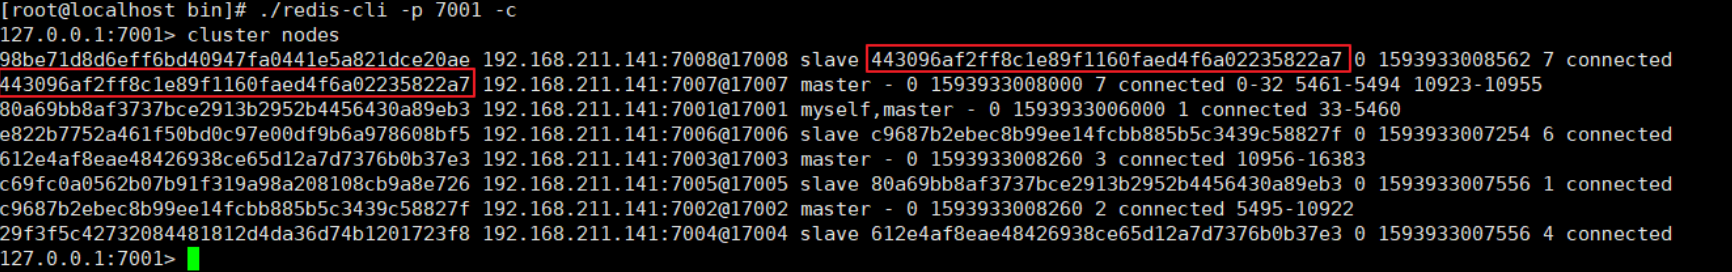 [root@localhost bin]# ./redis-cli -p 7001 -c
127.0.0.1:7001> cluster nodes
98be71d8d6eff6bd40947fa0441e5a821dce20ae 192.168.211.141:7008@17008 slave 443096af2ff8c1e89f1160faed4f6a02235822a7 0 1593933008562 7 connected
443096af2ff8c1e89f1160faed4f6a02235822a7 192.168.211.141:7007@17007 master - 0 1593933008000 7 connected 0-32 5461-5494 10923-10955
80a69bb8af3737bce2913b2952b4456430a89eb3 192.168.211.141:7001@17001 myself,master - 0 1593933006000 1 connected 33-5460
e822b7752a461f50bd0c97e00df9b6a978608bf5 192.168.211.141:7006@17006 slave c9687b2ebec8b99ee14fcbb885b5c3439c58827f 0 1593933007254 6 connected
612e4af8eae48426938ce65d12a7d7376b0b37e3 192.168.211.141:7003@17003 master - 0 1593933008260 3 connected 10956-16383
c69fc0a0562b07b91f319a98a208108cb9a8e726 192.168.211.141:7005@17005 slave 80a69bb8af3737bce2913b2952b4456430a89eb3 0 1593933007556 1 connected
c9687b2ebec8b99ee14fcbb885b5c3439c58827f 192.168.211.141:7002@17002 master - 0 1593933008260 2 connected 5495-10922
29f3f5c42732084481812d4da36d74b1201723f8 192.168.211.141:7004@17004 slave 612e4af8eae48426938ce65d12a7d7376b0b37e3 0 1593933007556 4 connected
127.0.0.1:7001>